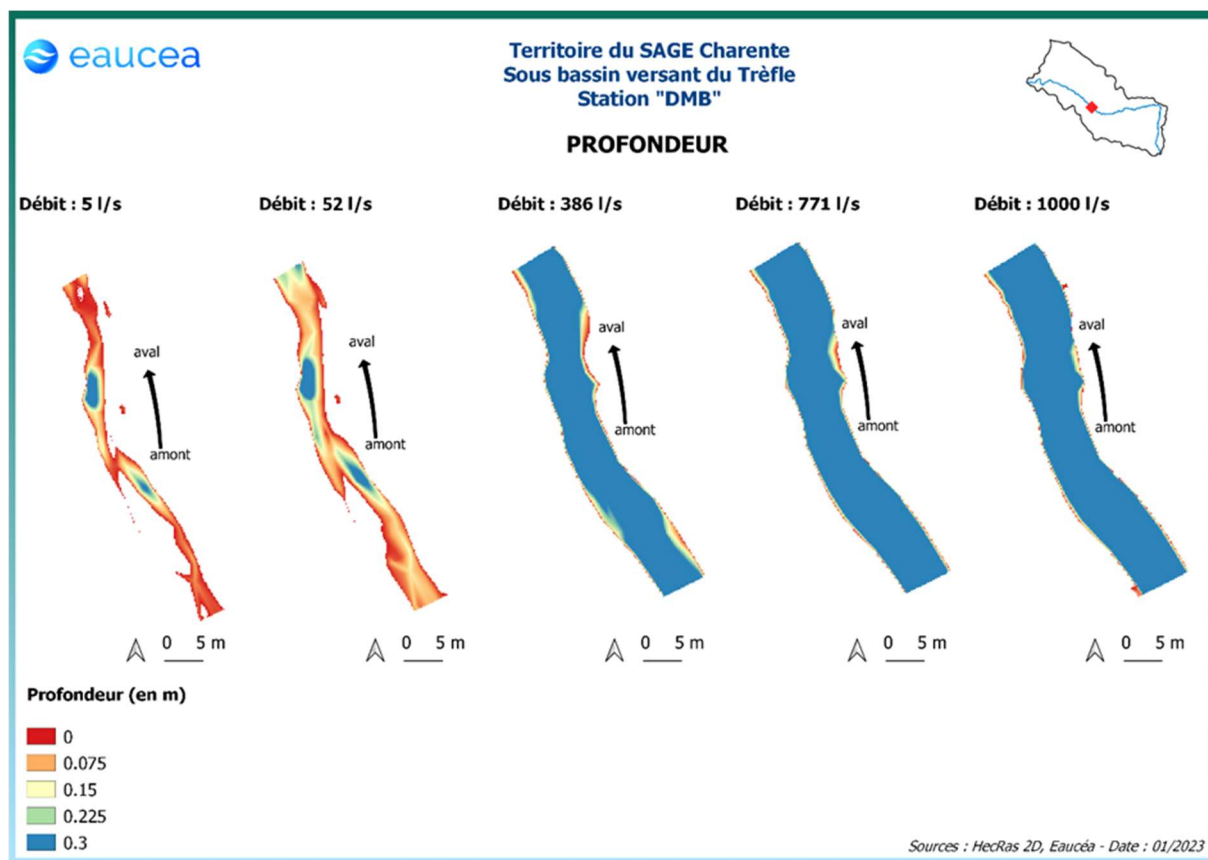 eaucea
Territoire du SAGE Charente
Sous bassin versant du Trèfle
Station "DMB"
PROFONDEUR
Débit : 5 l/s
Débit : 52 l/s
Débit : 386 l/s
Débit : 771 l/s
Débit : 1000 l/s
aval
amont
aval
amont
aval
amont
aval
amont
aval
amont
0 5 m
0 5 m
0 5 m
0 5 m
0 5 m
Profondeur (en m)
0
0.075
0.15
0.225
0.3
Sources : HecRas 2D, Eaucéa - Date : 01/2023